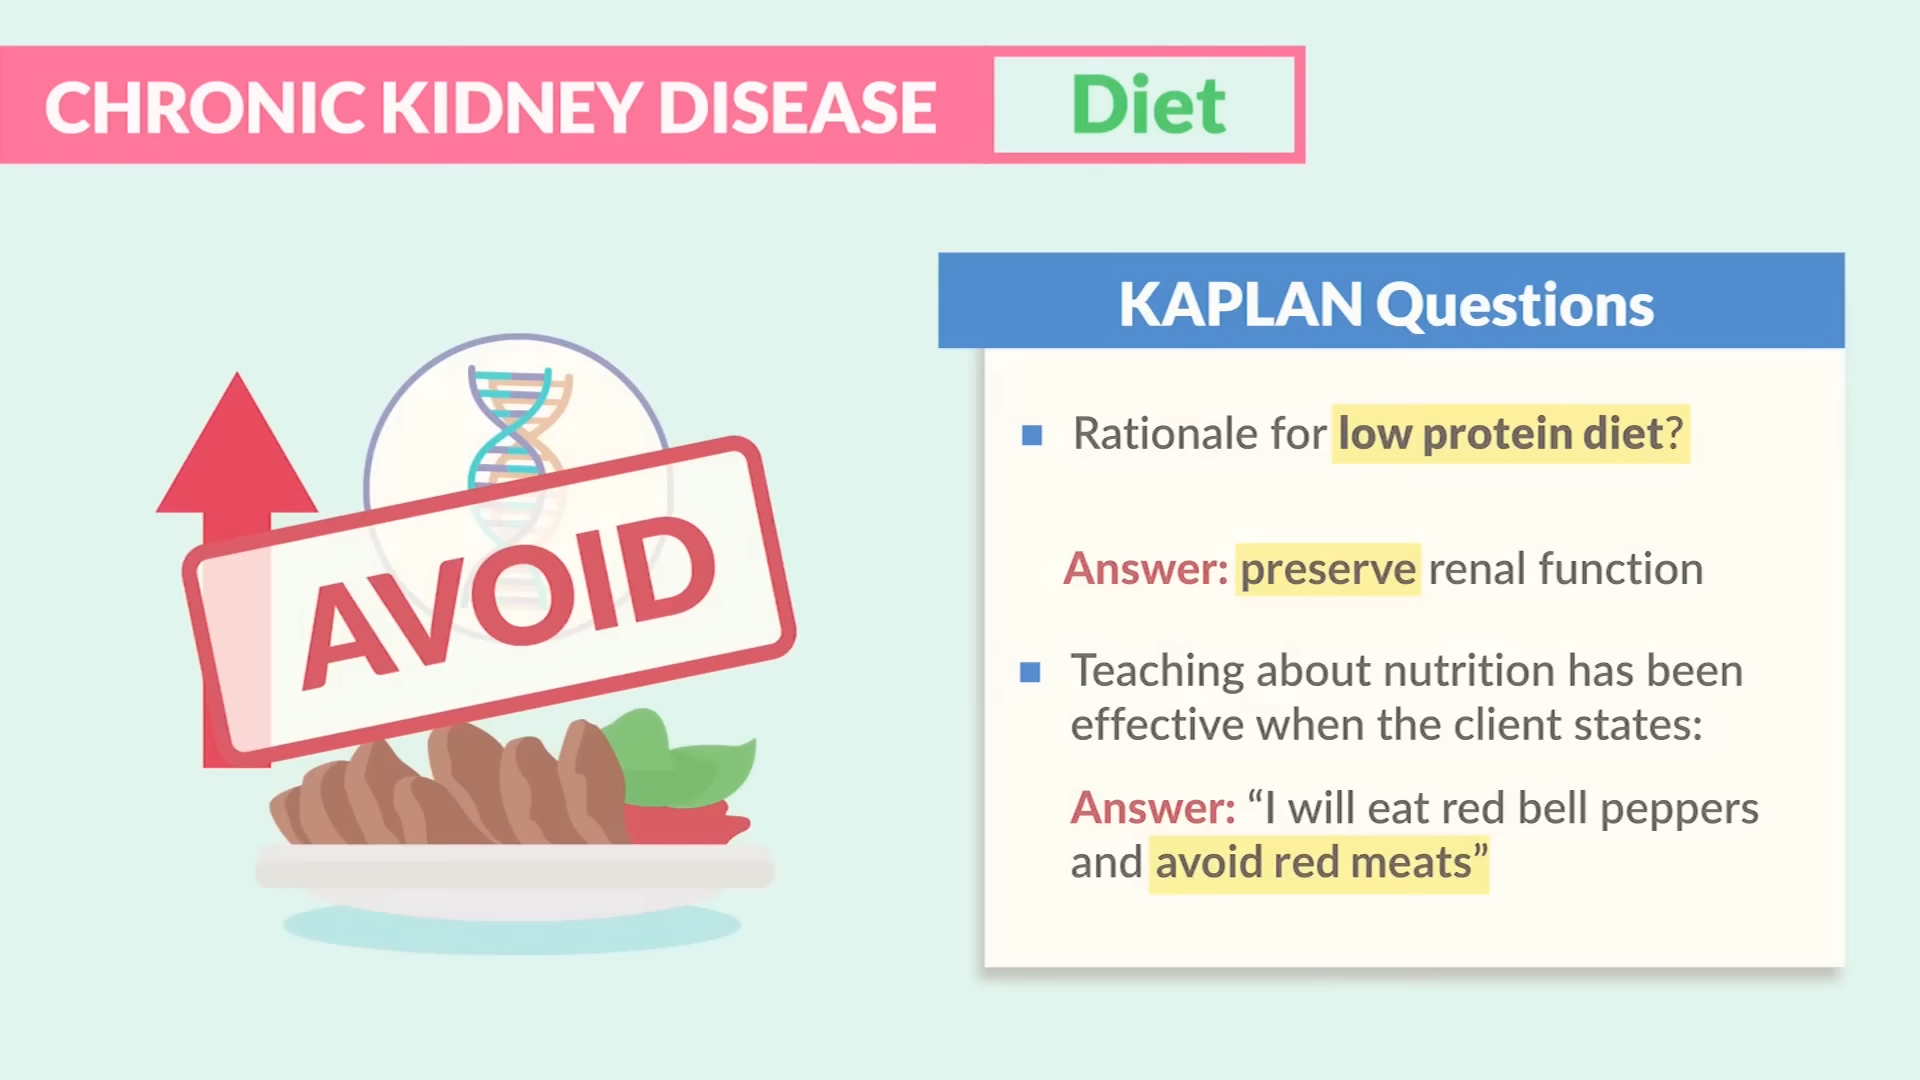 CHRONIC KIDNEY DISEASE Diet
AVOID
KAPLAN Questions
Rationale for low protein diet?
Answer: preserve renal function
Teaching about nutrition has been
effective when the client states:
Answer: “I will eat red bell peppers
and avoid red meats”